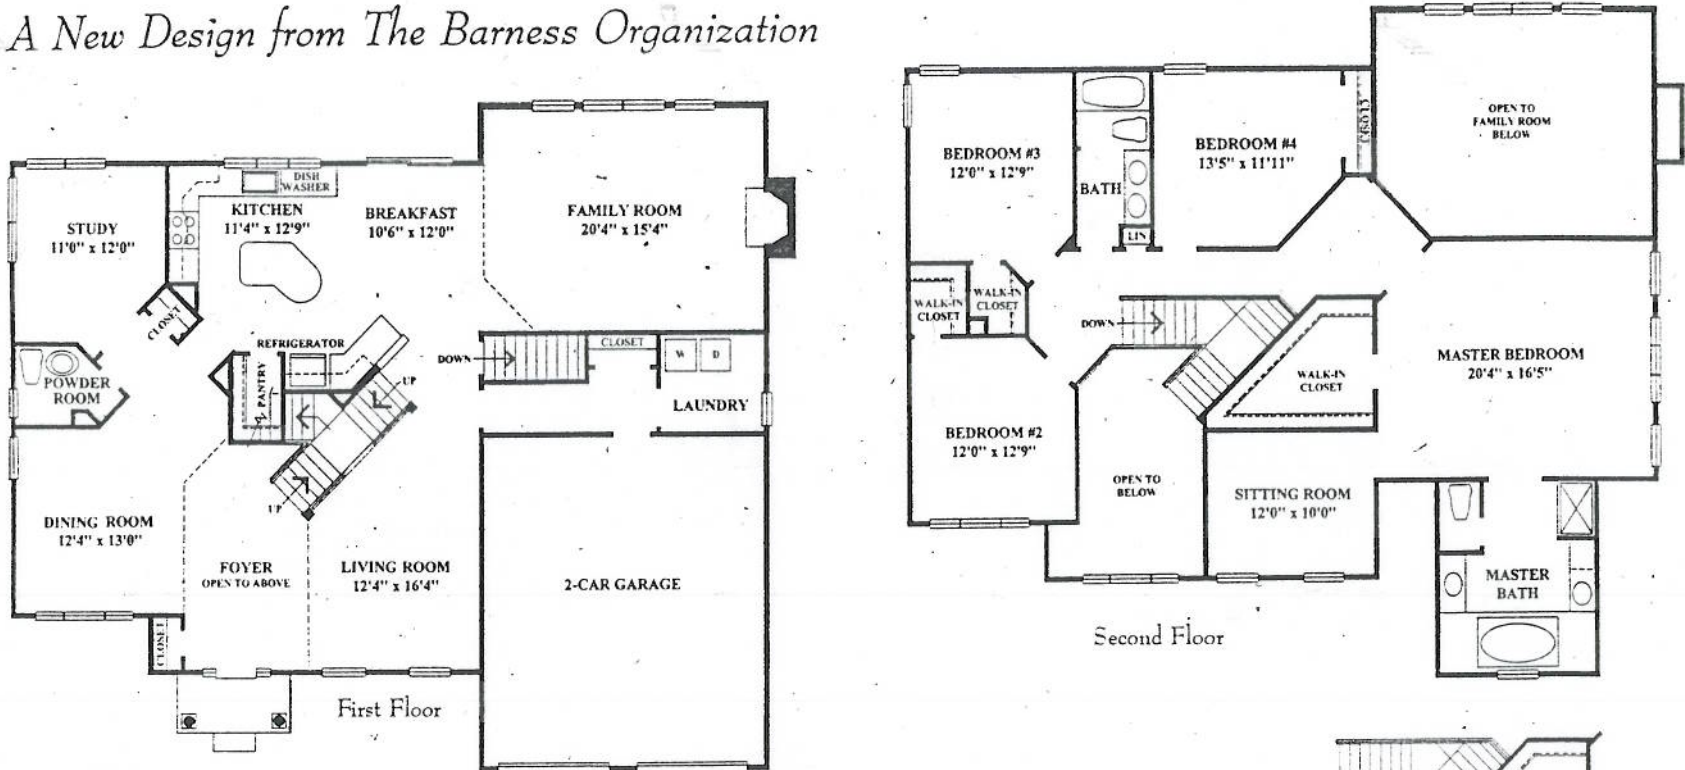 A New Design from The Barness Organization
STUDY
11'0" x 12'0"
KITCHEN
11'4" x 12'9"
DISH
WASHER
BREAKFAST
10'6" x 12'0"
FAMILY ROOM
20'4" x 15'4"
CLOSET
REFRIGERATOR
PANTRY
UP
DOWN
CLOSET
W
D
LAUNDRY
POWDER
ROOM
DINING ROOM
12'4" x 13'0"
UP
FOYER
OPEN TO ABOVE
LIVING ROOM
12'4" x 16'4"
2-CAR GARAGE
CLOSET
First Floor
BEDROOM #3
12'0" x 12'9"
BATH
LIN
BEDROOM #4
13'5" x 11'11"
CLOSET
OPEN TO
FAMILY ROOM
BELOW
WALK-IN
CLOSET
WALK-IN
CLOSET
DOWN
WALK-IN
CLOSET
MASTER BEDROOM
20'4" x 16'5"
BEDROOM #2
12'0" x 12'9"
OPEN TO
BELOW
SITTING ROOM
12'0" x 10'0"
MASTER
BATH
Second Floor